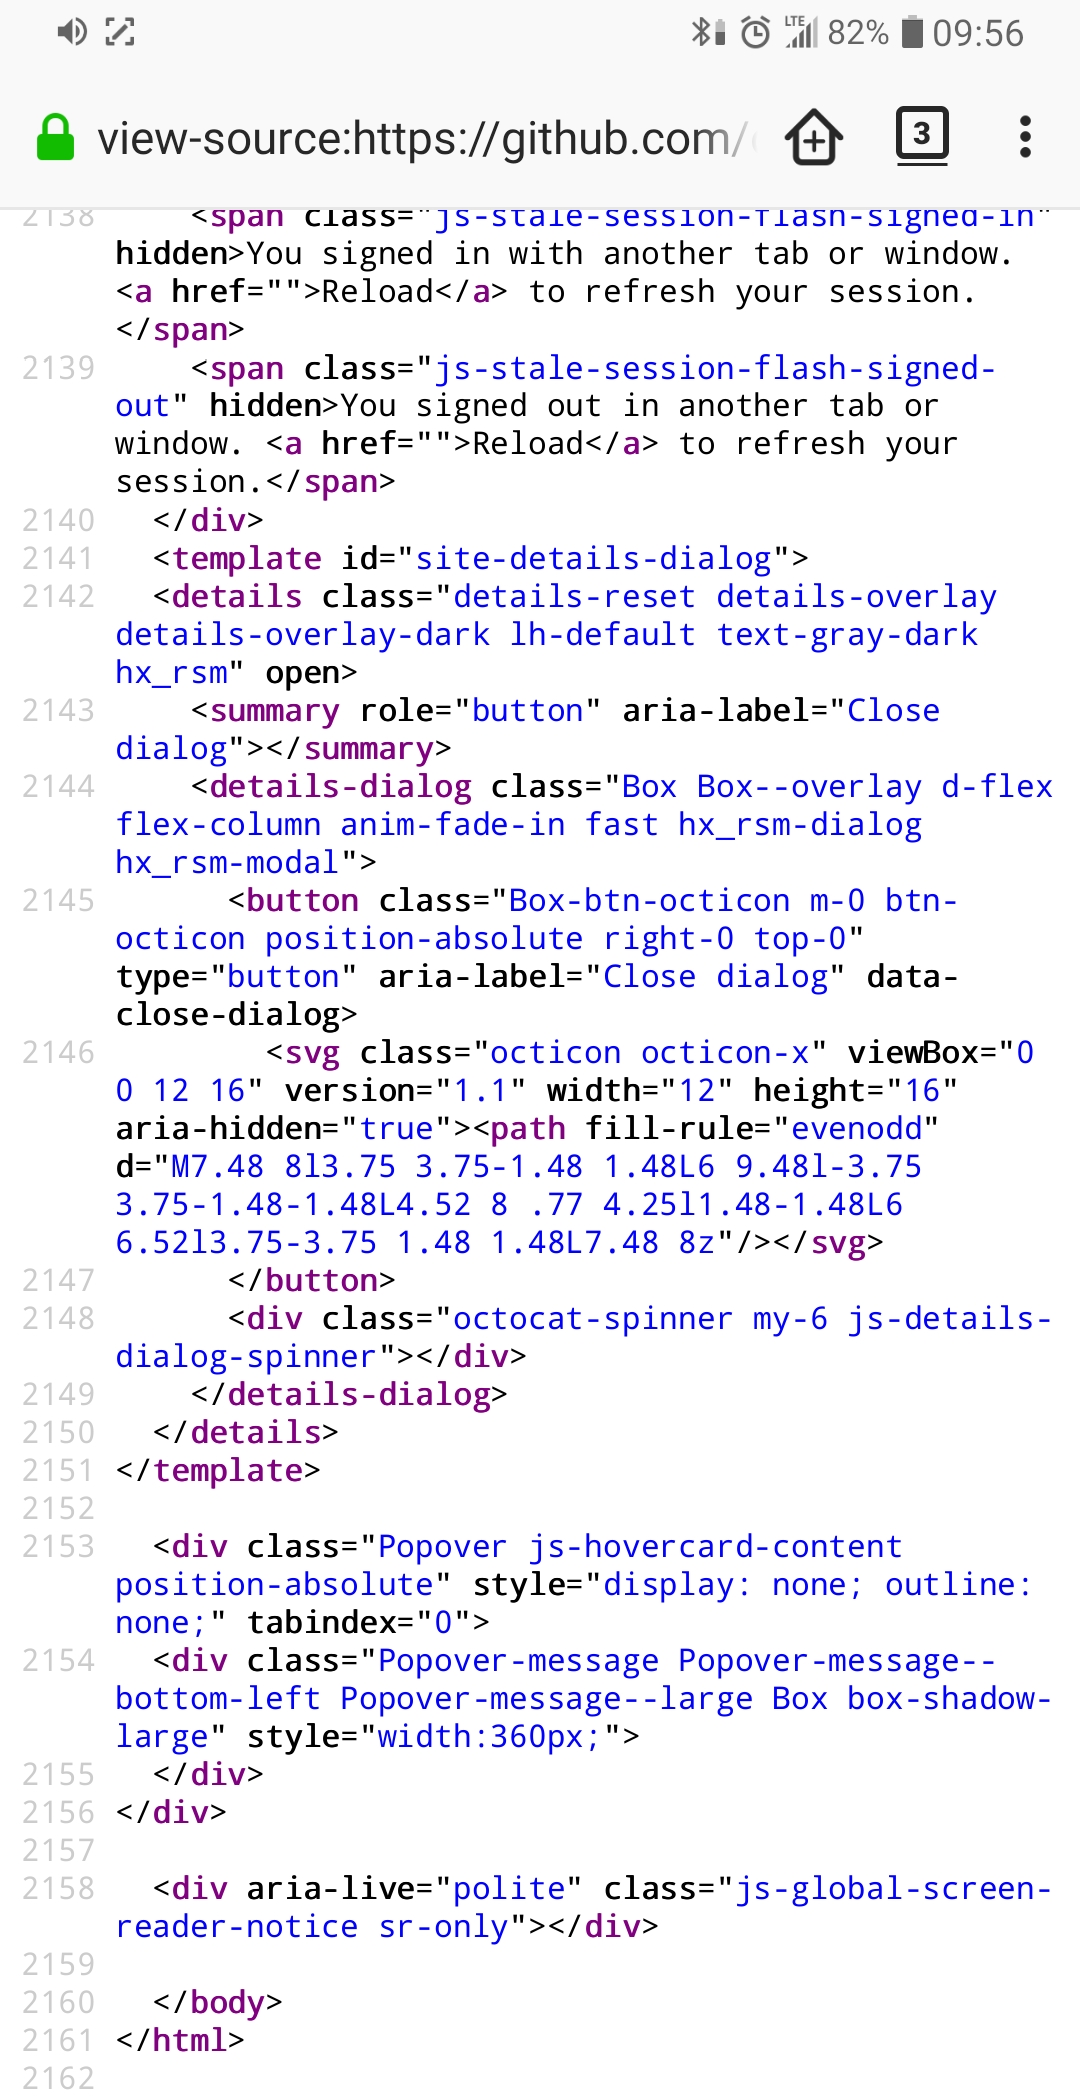 LTE 82% 09:56
view-source:https://github.com/
3
2138     <span class="js-stale-session-flash-signed-in"
hidden>You signed in with another tab or window.
<a href="">Reload</a> to refresh your session.
</span>
2139     <span class="js-stale-session-flash-signed-
out" hidden>You signed out in another tab or
window. <a href="">Reload</a> to refresh your
session.</span>
2140   </div>
2141   <template id="site-details-dialog">
2142   <details class="details-reset details-overlay
details-overlay-dark lh-default text-gray-dark
hx_rsm" open>
2143     <summary role="button" aria-label="Close
dialog"></summary>
2144     <details-dialog class="Box Box--overlay d-flex
flex-column anim-fade-in fast hx_rsm-dialog
hx_rsm-modal">
2145       <button class="Box-btn-octicon m-0 btn-
octicon position-absolute right-0 top-0"
type="button" aria-label="Close dialog" data-
close-dialog>
2146         <svg class="octicon octicon-x" viewBox="0
0 12 16" version="1.1" width="12" height="16"
aria-hidden="true"><path fill-rule="evenodd"
d="M7.48 8l3.75 3.75-1.48 1.48L6 9.48l-3.75
3.75-1.48-1.48L4.52 8 .77 4.25l1.48-1.48L6
6.52l3.75-3.75 1.48 1.48L7.48 8z"/></svg>
2147       </button>
2148       <div class="octocat-spinner my-6 js-details-
dialog-spinner"></div>
2149     </details-dialog>
2150   </details>
2151 </template>
2152
2153   <div class="Popover js-hovercard-content
position-absolute" style="display: none; outline:
none;" tabindex="0">
2154   <div class="Popover-message Popover-message--
bottom-left Popover-message--large Box box-shadow-
large" style="width:360px;">
2155   </div>
2156 </div>
2157
2158   <div aria-live="polite" class="js-global-screen-
reader-notice sr-only"></div>
2159
2160   </body>
2161 </html>
2162